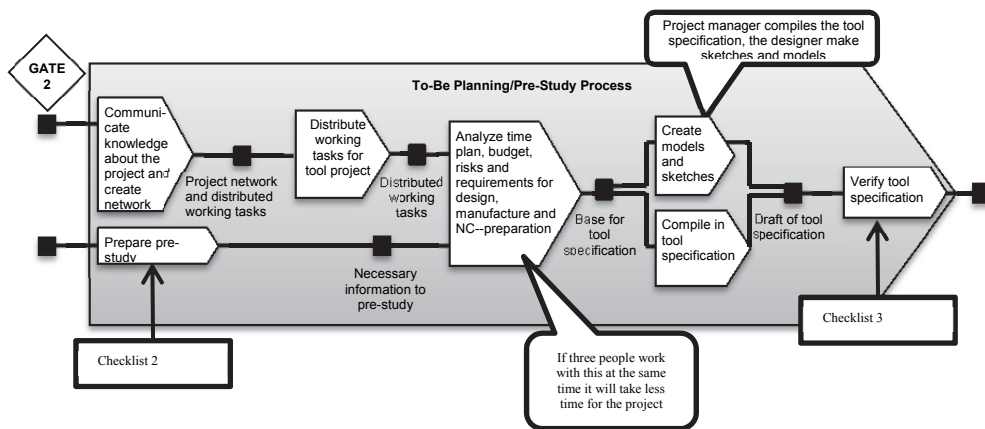 Project manager compiles the tool
specification, the designer make
sketches and models
GATE
2
To-Be Planning/Pre-Study Process
Communi-
cate
knowledge
about the
project and
create
network
Project network
and distributed
working tasks
Distribute
working
tasks for
tool project
Distributed
working
tasks
Analyze time
plan, budget,
risks and
requirements for
design,
manufacture and
NC--preparation
Base for
tool
specification
Create
models
and
sketches
Compile in
tool
specification
Draft of tool
specification
Verify tool
specification
Prepare pre-
study
Necessary
information to
pre-study
Checklist 2
If three people work
with this at the same
time it will take less
time for the project
Checklist 3